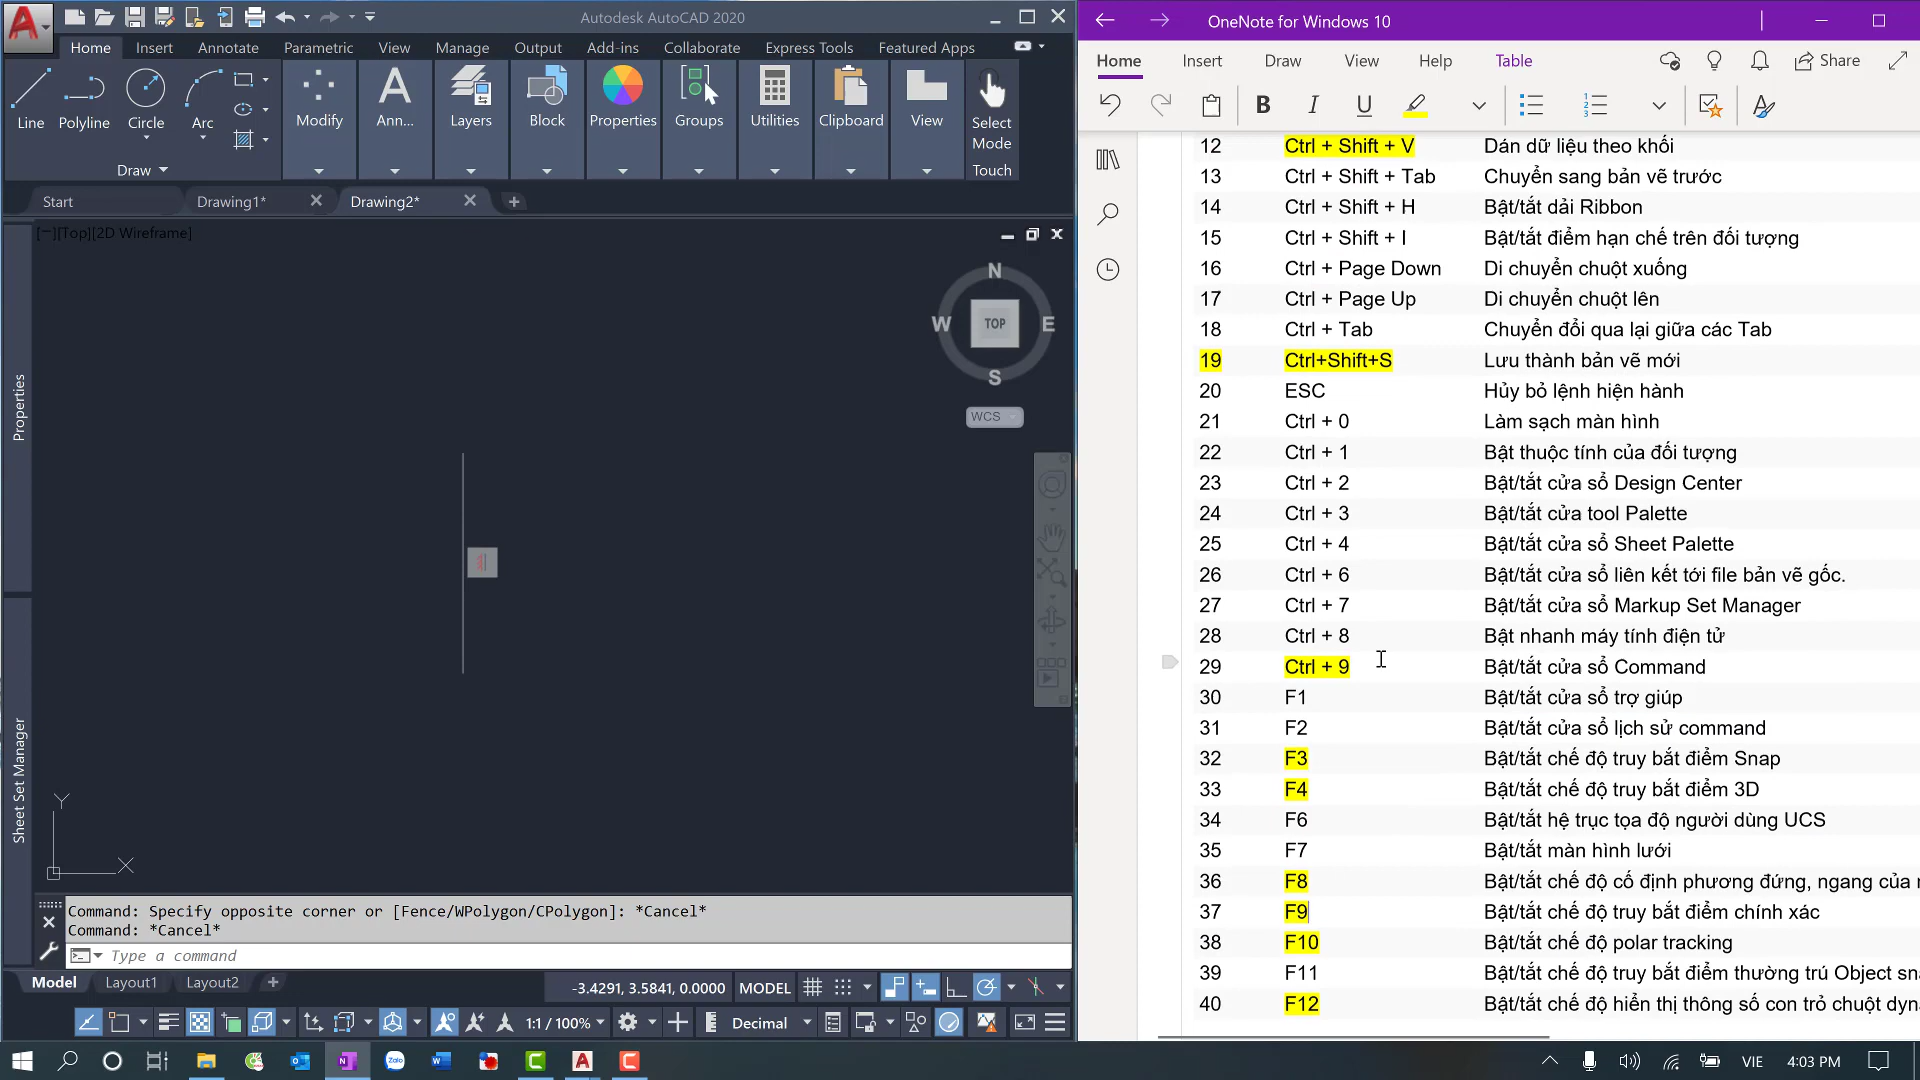 Autodesk AutoCAD 2020
Home Insert Annotate Parametric View Manage Output Add-ins Collaborate Express Tools Featured Apps
Line Polyline Circle Arc Modify Ann... Layers Block Properties Groups Utilities Clipboard View Select Mode
Draw Touch
Start Drawing1* Drawing2*
[−][Top][2D Wireframe]
N
W TOP E
S
WCS
Properties
Sheet Set Manager
Y
X
Command: Specify opposite corner or [Fence/WPolygon/CPolygon]: *Cancel*
Command: *Cancel*
Type a command
Model Layout1 Layout2
-3.4291, 3.5841, 0.0000 MODEL
1:1 / 100% Decimal
OneNote for Windows 10
Home Insert Draw View Help Table Share
12 Ctrl + Shift + V Dán dữ liệu theo khối
13 Ctrl + Shift + Tab Chuyển sang bản vẽ trước
14 Ctrl + Shift + H Bật/tắt dải Ribbon
15 Ctrl + Shift + I Bật/tắt điểm hạn chế trên đối tượng
16 Ctrl + Page Down Di chuyển chuột xuống
17 Ctrl + Page Up Di chuyển chuột lên
18 Ctrl + Tab Chuyển đổi qua lại giữa các Tab
19 Ctrl+Shift+S Lưu thành bản vẽ mới
20 ESC Hủy bỏ lệnh hiện hành
21 Ctrl + 0 Làm sạch màn hình
22 Ctrl + 1 Bật thuộc tính của đối tượng
23 Ctrl + 2 Bật/tắt cửa sổ Design Center
24 Ctrl + 3 Bật/tắt cửa tool Palette
25 Ctrl + 4 Bật/tắt cửa sổ Sheet Palette
26 Ctrl + 6 Bật/tắt cửa sổ liên kết tới file bản vẽ gốc.
27 Ctrl + 7 Bật/tắt cửa sổ Markup Set Manager
28 Ctrl + 8 Bật nhanh máy tính điện tử
29 Ctrl + 9 Bật/tắt cửa sổ Command
30 F1 Bật/tắt cửa sổ trợ giúp
31 F2 Bật/tắt cửa sổ lịch sử command
32 F3 Bật/tắt chế độ truy bắt điểm Snap
33 F4 Bật/tắt chế độ truy bắt điểm 3D
34 F6 Bật/tắt hệ trục tọa độ người dùng UCS
35 F7 Bật/tắt màn hình lưới
36 F8 Bật/tắt chế độ cố định phương đứng, ngang của
37 F9 Bật/tắt chế độ truy bắt điểm chính xác
38 F10 Bật/tắt chế độ polar tracking
39 F11 Bật/tắt chế độ truy bắt điểm thường trú Object sna
40 F12 Bật/tắt chế độ hiển thị thông số con trỏ chuột dyna
Zalo
VIE 4:03 PM